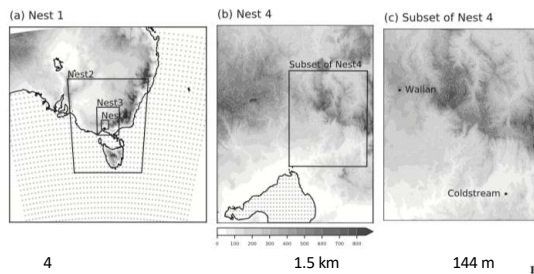 (a) Nest 1
Nest2
Nest3
Nest
(b) Nest 4
Subset of Nest4
0 100 200 300 400 500 600 700 800
(c) Subset of Nest 4
Wallan
Coldstream
4
1.5 km
144 m